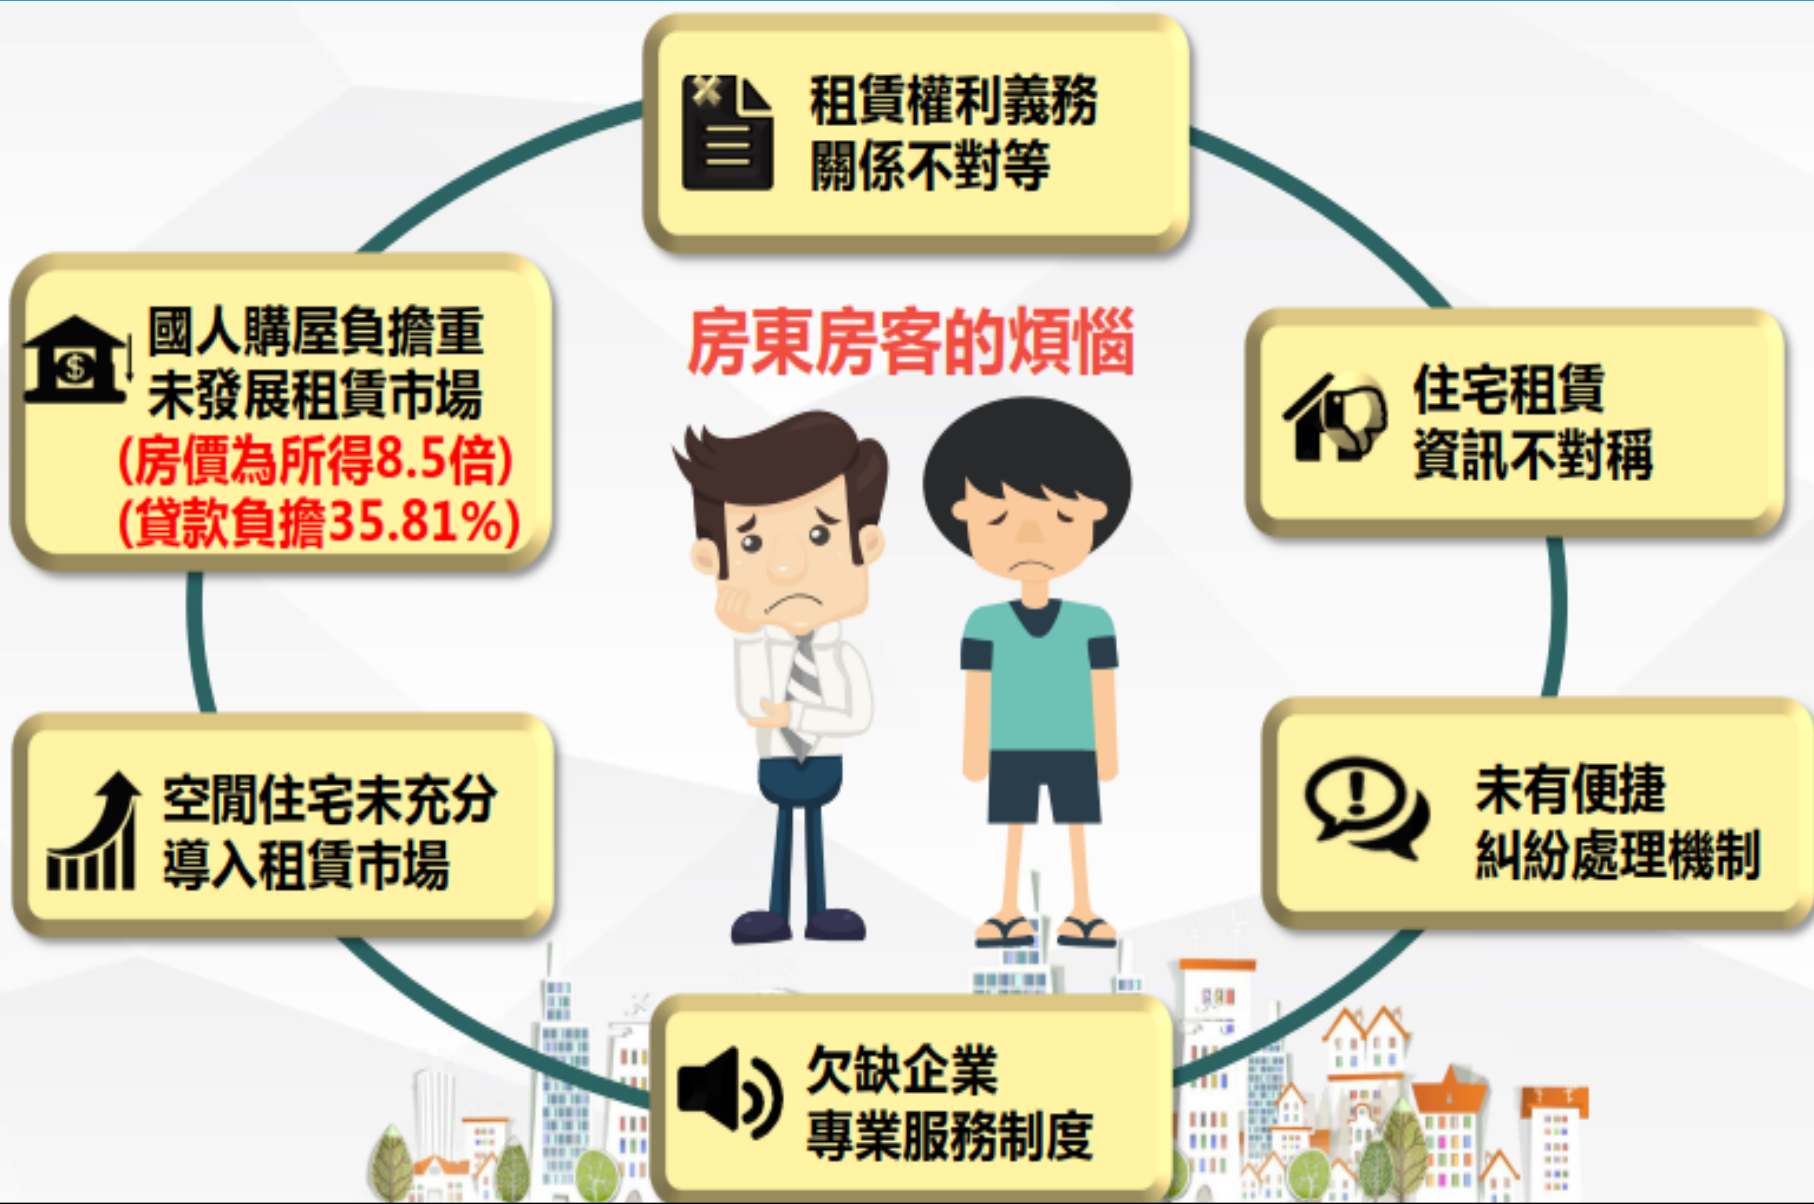 租賃權利義務
關係不對等
房東房客的煩惱
國人購屋負擔重
未發展租賃市場
(房價為所得8.5倍)
(貸款負擔35.81%)
住宅租賃
資訊不對稱
空閒住宅未充分
導入租賃市場
未有便捷
糾紛處理機制
欠缺企業
專業服務制度